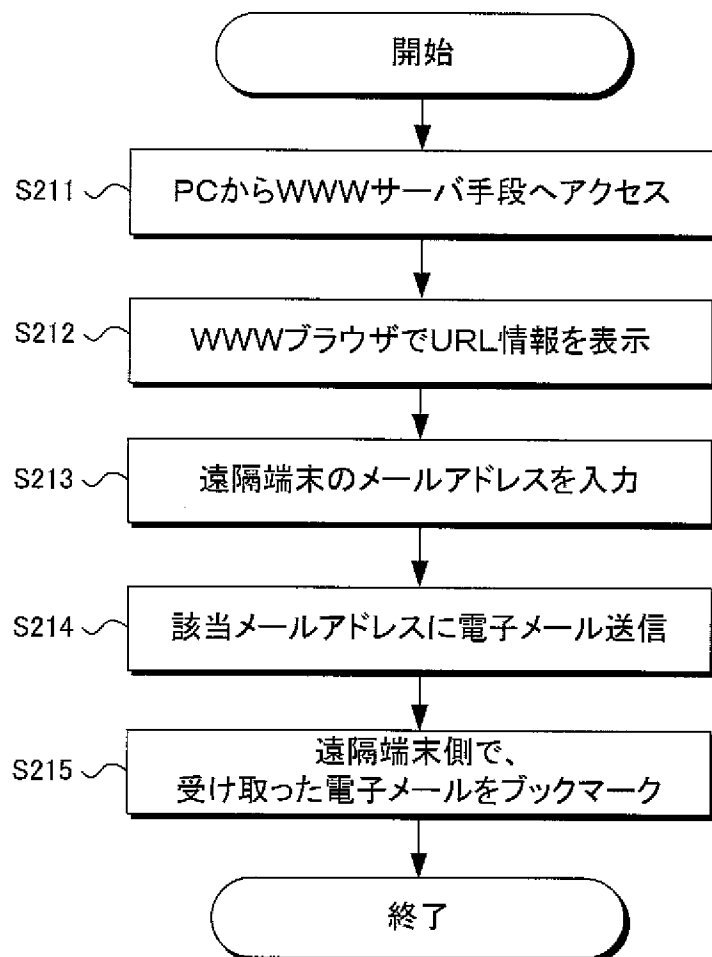 開始
S211
PCからWWWサーバ手段へアクセス
S212
WWWブラウザでURL情報を表示
S213
遠隔端末のメールアドレスを入力
S214
該当メールアドレスに電子メール送信
S215
遠隔端末側で、
受け取った電子メールをブックマーク
終了